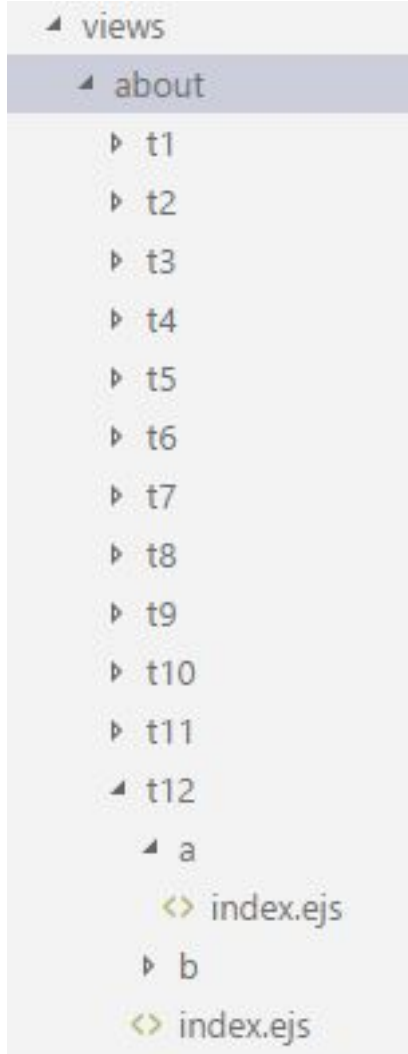 views
about
t1
t2
t3
t4
t5
t6
t7
t8
t9
t10
t11
t12
a
<> index.ejs
b
<> index.ejs